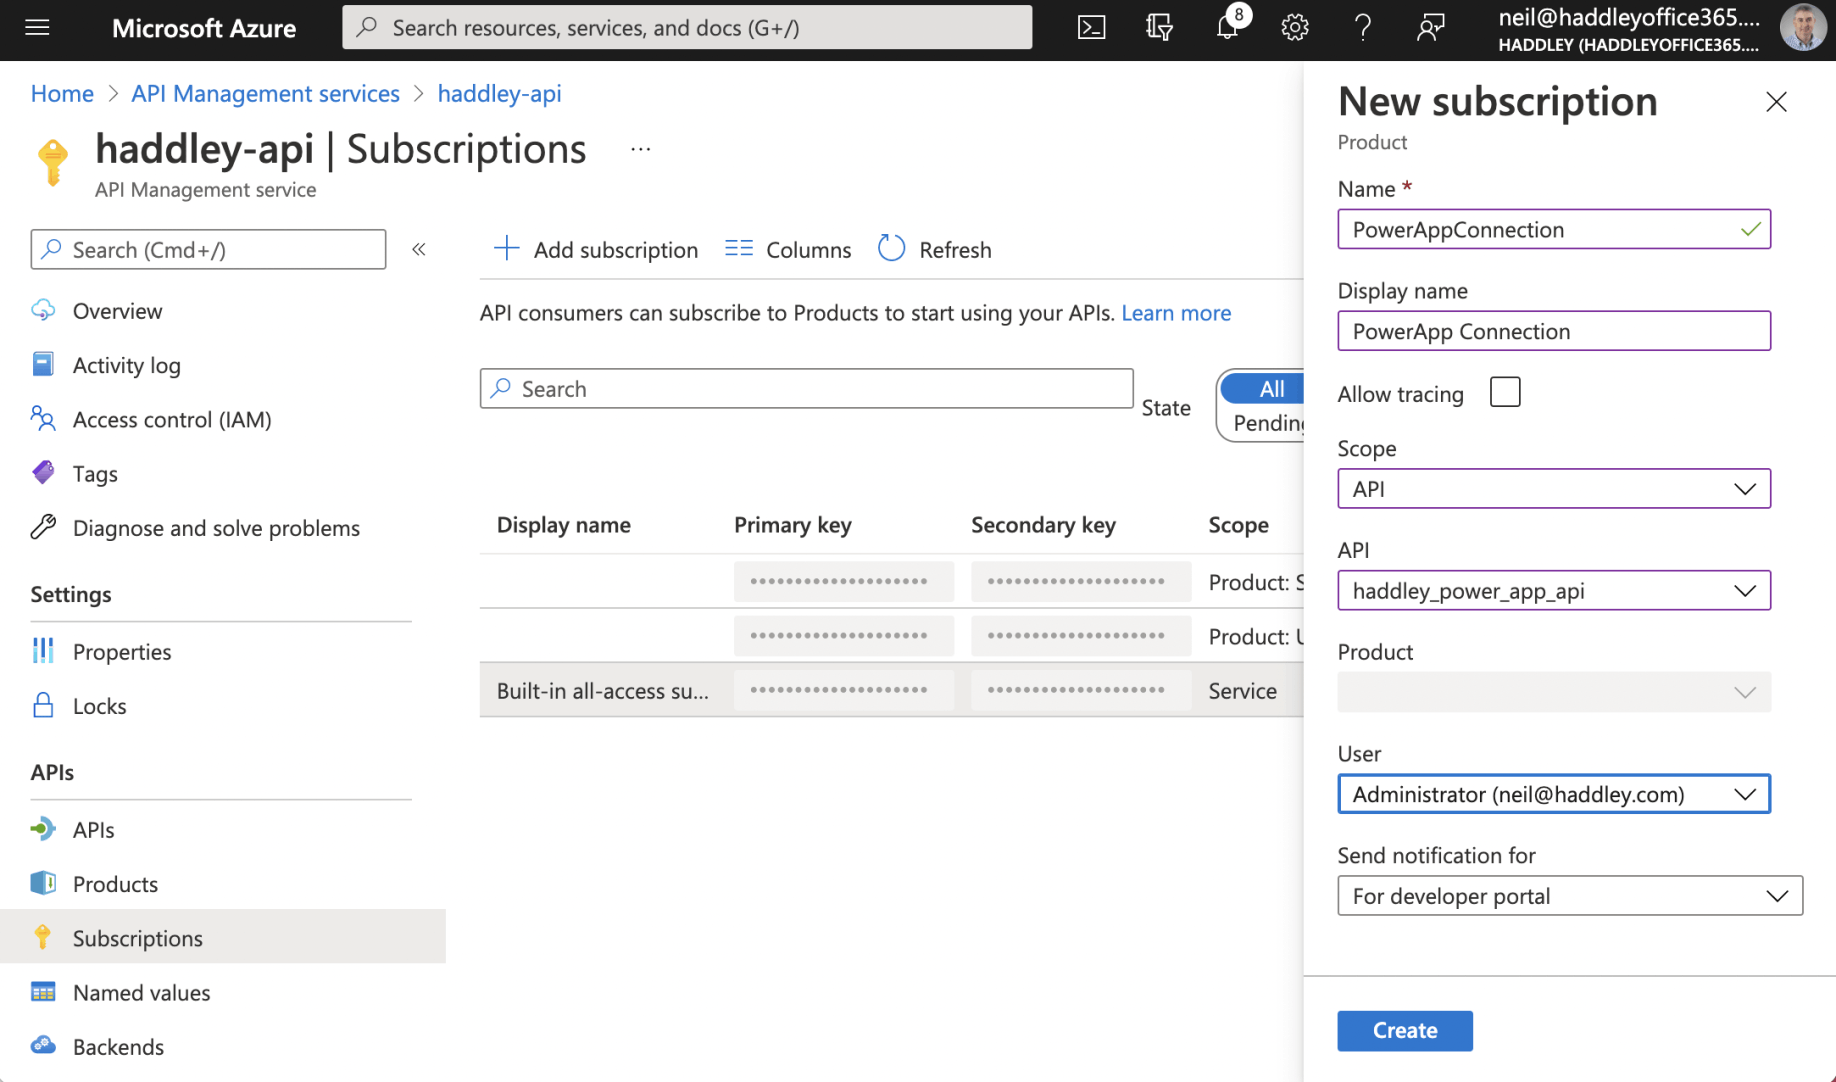 Microsoft Azure
Search resources, services, and docs (G+/)
8
neil@haddleyoffice365....
HADDLEY (HADDLEYOFFICE365....
Home > API Management services > haddley-api
haddley-api | Subscriptions ...
API Management service
Search (Cmd+/)
«
Overview
Activity log
Access control (IAM)
Tags
Diagnose and solve problems
Settings
Properties
Locks
APIs
APIs
Products
Subscriptions
Named values
Backends
Add subscription Columns Refresh
API consumers can subscribe to Products to start using your APIs. Learn more
Search
State
All
Pending
Display name Primary key Secondary key Scope
•••••••••••••••••••• •••••••••••••••••••• Product: S
•••••••••••••••••••• •••••••••••••••••••• Product: U
Built-in all-access su... •••••••••••••••••••• •••••••••••••••••••• Service
New subscription
Product
Name *
PowerAppConnection
Display name
PowerApp Connection
Allow tracing
Scope
API
API
haddley_power_app_api
Product
User
Administrator (neil@haddley.com)
Send notification for
For developer portal
Create